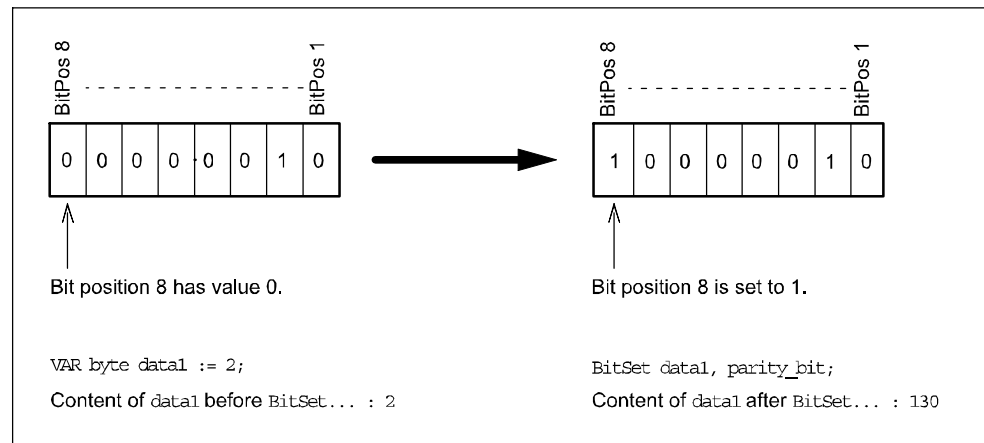 BitPos 8
BitPos 1
0 0 0 0 0 0 1 0
Bit position 8 has value 0.
VAR byte data1 := 2;
Content of data1 before BitSet... : 2
BitPos 8
BitPos 1
1 0 0 0 0 0 1 0
Bit position 8 is set to 1.
BitSet data1, parity_bit;
Content of data1 after BitSet... : 130